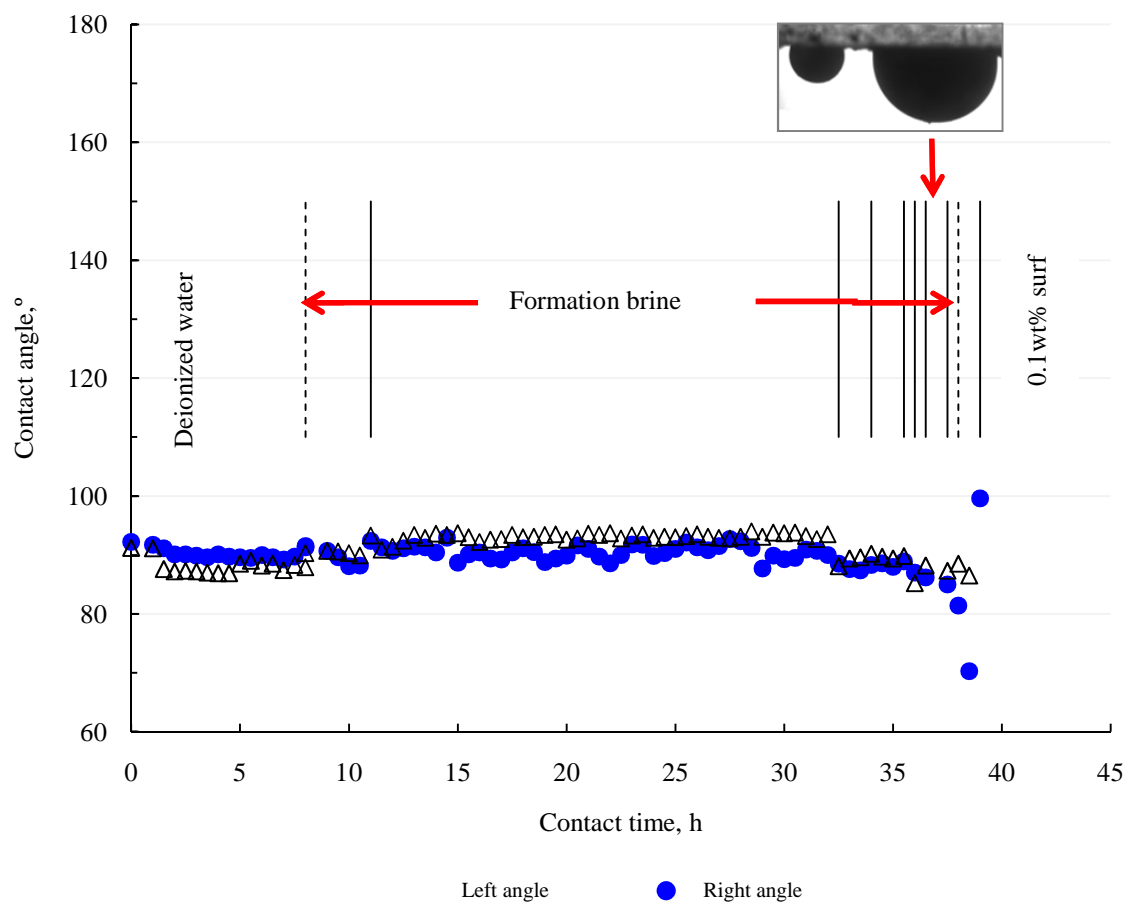 180
160
140
120
100
80
60
Contact angle,º
Deionized water
Formation brine
0.1wt% surf
0
5
10
15
20
25
30
35
40
45
Contact time, h
Left angle
Right angle